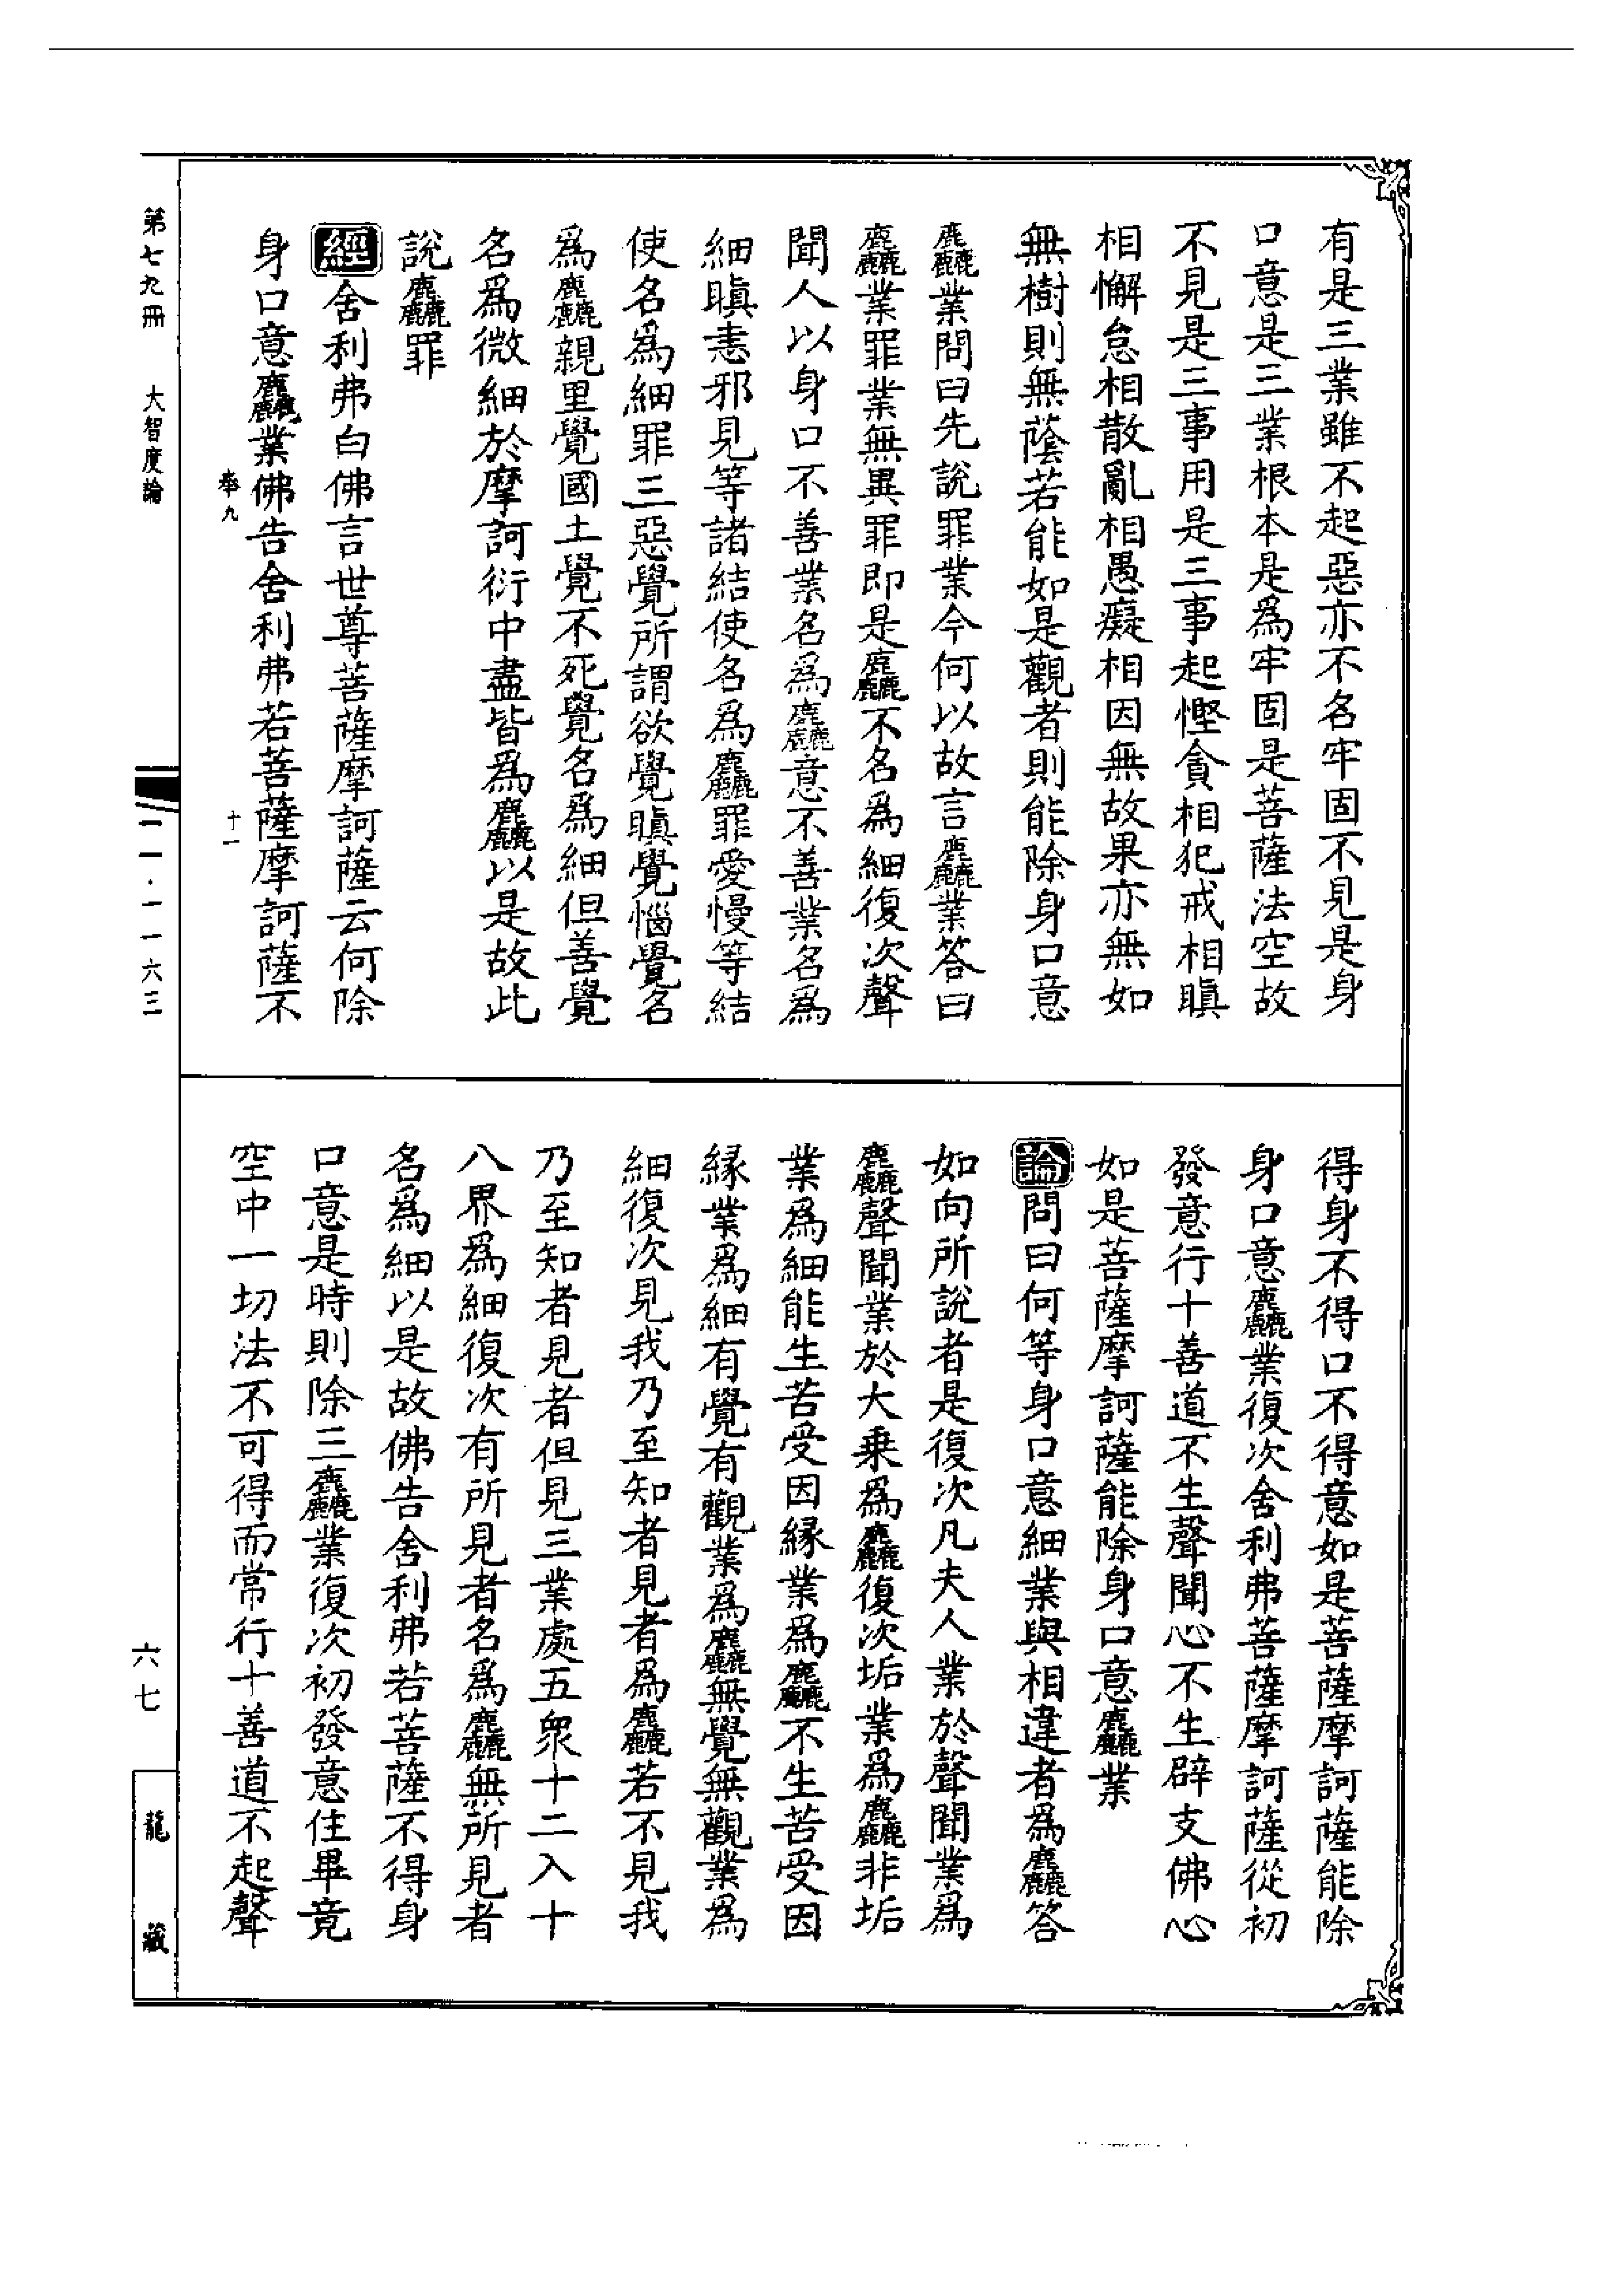 有是三業雖不起惡亦不名牢固不見是身
口意是三業根本是爲牢固是菩薩法空故
不見是三事用是三事起慳貪相犯戒相瞋
相懈怠相散亂相愚癡相因無故果亦無如
無樹則無蔭若能如是觀者則能除身口意
麤業問曰先說罪業今何以故言麤業答曰
麤業罪業無異罪即是麤不名爲細復次聲
聞人以身口不善業名爲麤意不善業名爲
細瞋恚邪見等諸結使名爲麤罪愛慢等結
使名爲細罪三惡覺所謂欲覺瞋覺惱覺名
爲麤親里覺國土覺不死覺名爲細但善覺
名爲微細於摩訶衍中盡皆爲麤以是故此
說麤罪
經舍利弗白佛言世尊菩薩摩訶薩云何除
身口意麤業佛告舍利弗若菩薩摩訶薩不
得身不得口不得意如是菩薩摩訶薩能除
身口意麤業復次舍利弗菩薩摩訶薩從初
發意行十善道不生聲聞心不生辟支佛心
如是菩薩摩訶薩能除身口意麤業
論問曰何等身口意細業與相違者爲麤答
如向所說者是復次凡夫人業於聲聞業爲
麤聲聞業於大乘爲麤復次垢業爲麤非垢
業爲細能生苦受因緣業爲麤不生苦受因
緣業爲細有覺有觀業爲麤無覺無觀業爲
細復次見我乃至知者見者爲麤若不見我
乃至知者見者但見三業處五衆十二入十
八界爲細復次有所見者名爲麤無所見者
名爲細以是故佛告舍利弗若菩薩不得身
口意是時則除三麤業復次初發意住畢竟
空中一切法不可得而常行十善道不起聲
奉九
十一
第七九冊 大智度論
一一·一一六三
六七
龍藏